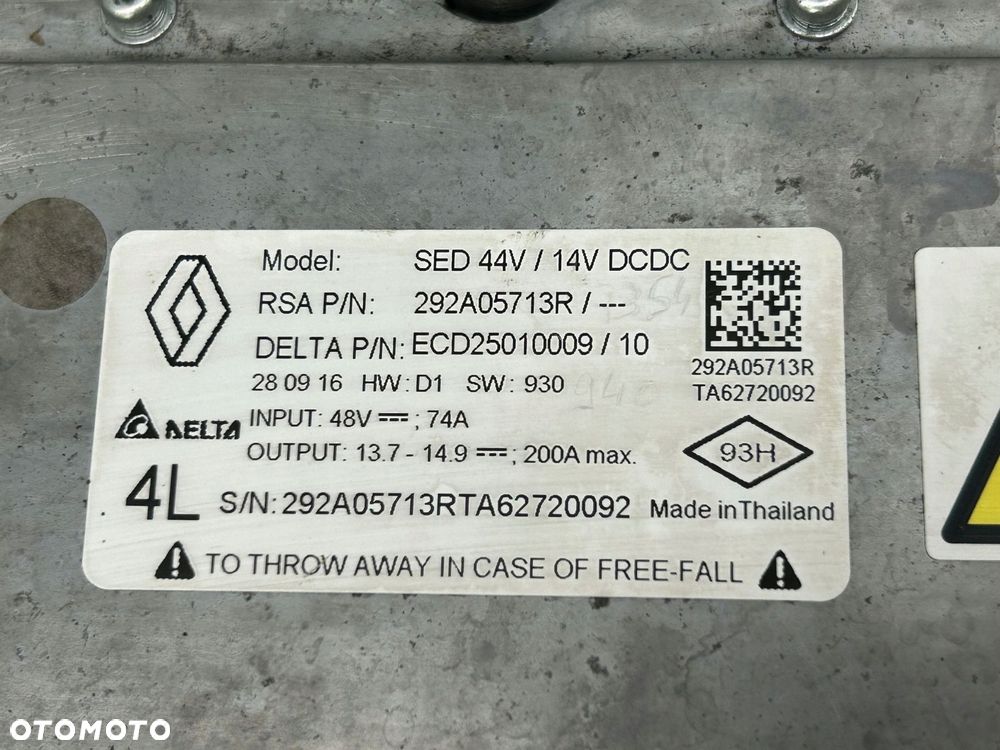 Model: SED 44V / 14V DCDC
RSA P/N: 292A05713R / ---
DELTA P/N: ECD25010009 / 10
28 09 16 HW: D1 SW: 930
INPUT: 48V ⎓ ; 74A
OUTPUT: 13.7 - 14.9 ⎓ ; 200A max.
292A05713R
TA62720092
DELTA
93H
4L
S/N: 292A05713RTA62720092
Made in Thailand
TO THROW AWAY IN CASE OF FREE-FALL
OTOMOTO